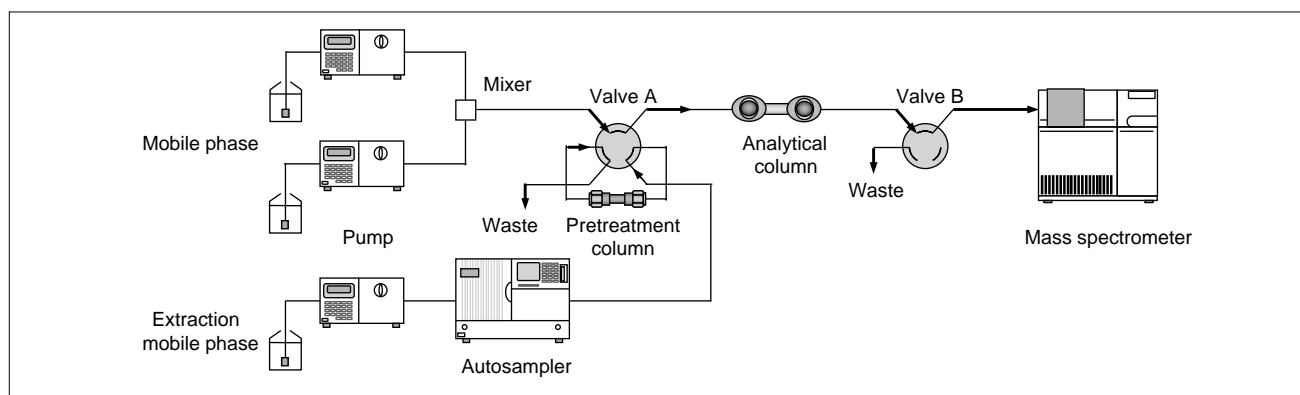 Mixer
Valve A
Valve B
Mobile phase
Analytical
column
Waste
Waste
Pretreatment
column
Pump
Mass spectrometer
Extraction
mobile phase
Autosampler